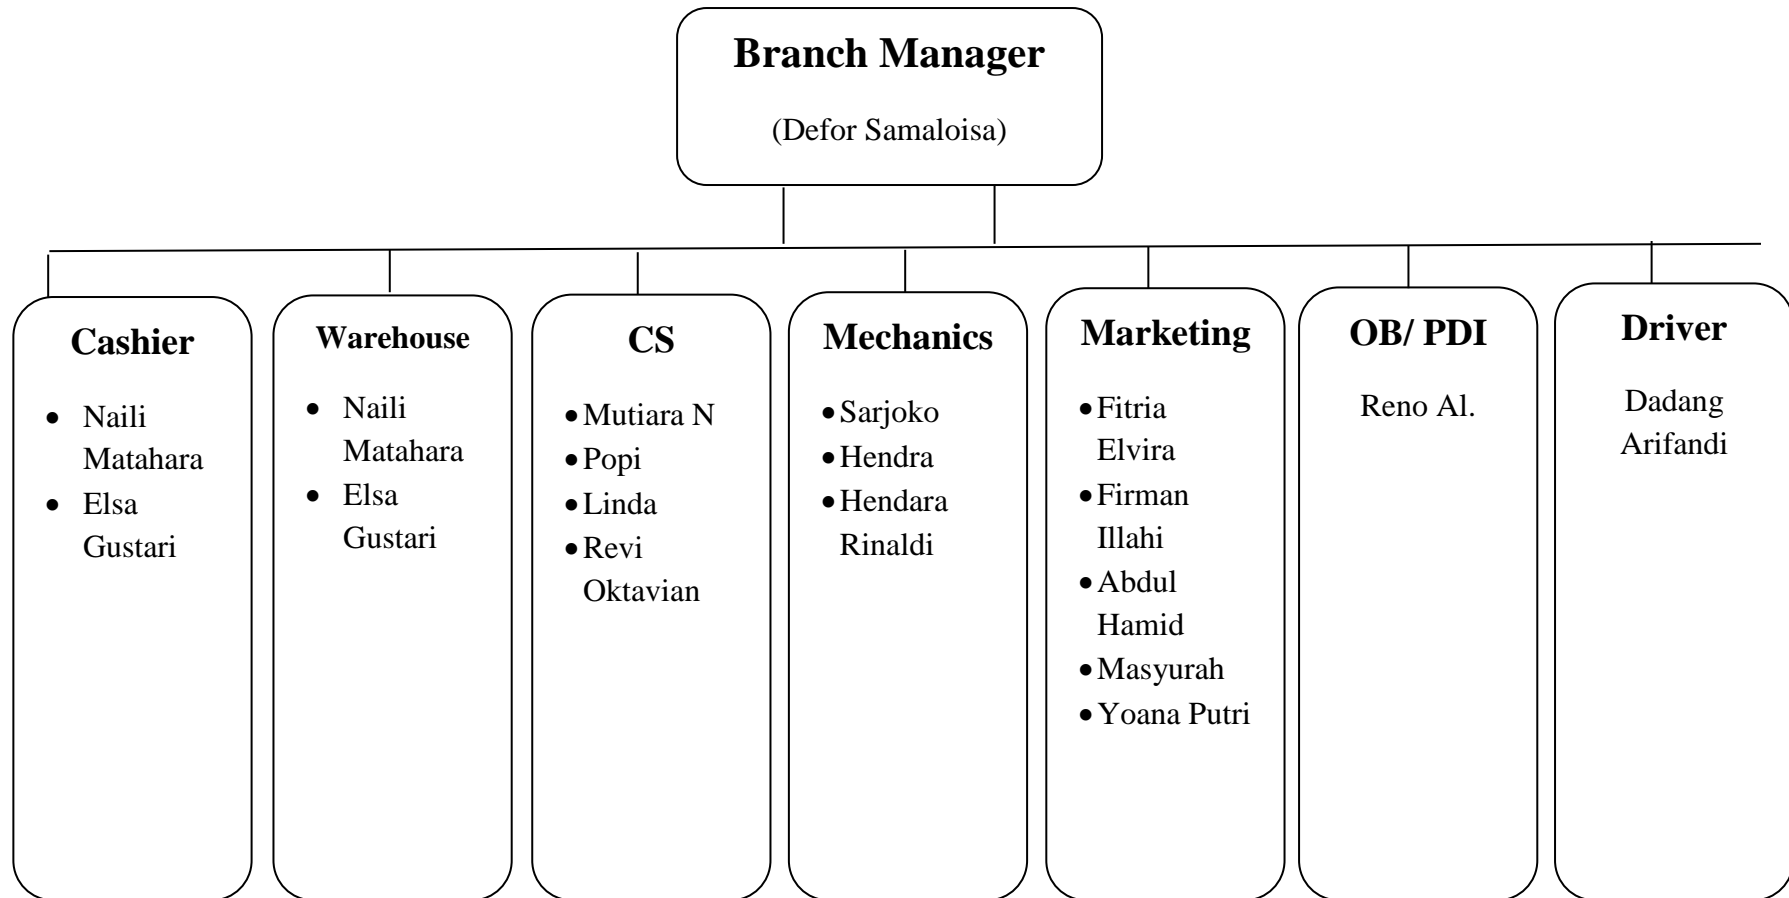 Branch Manager
(Defor Samaloisa)
Cashier
• Naili
Matahara
• Elsa
Gustari
Warehouse
• Naili
Matahara
• Elsa
Gustari
CS
• Mutiara N
• Popi
• Linda
• Revi
Oktavian
Mechanics
• Sarjoko
• Hendra
• Hendara
Rinaldi
Marketing
• Fitria
Elvira
• Firman
Illahi
• Abdul
Hamid
• Masyurah
• Yoana Putri
OB/ PDI
Reno Al.
Driver
Dadang
Arifandi